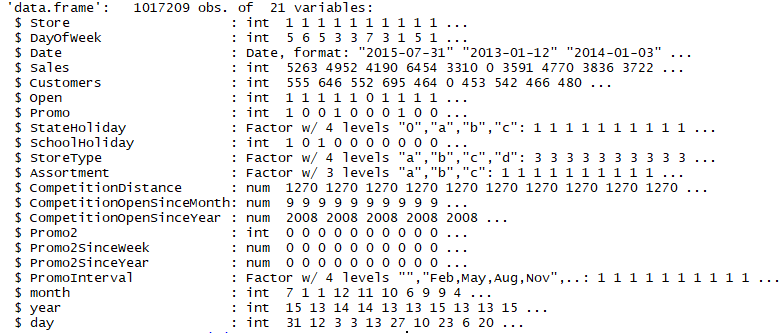 'data.frame': 1017209 obs. of 21 variables:
$ Store : int 1 1 1 1 1 1 1 1 1 1 ...
$ DayOfWeek : int 5 6 5 3 3 7 3 1 5 1 ...
$ Date : Date, format: "2015-07-31" "2013-01-12" "2014-01-03" ...
$ Sales : int 5263 4952 4190 6454 3310 0 3591 4770 3836 3722 ...
$ Customers : int 555 646 552 695 464 0 453 542 466 480 ...
$ Open : int 1 1 1 1 1 0 1 1 1 1 ...
$ Promo : int 1 0 0 1 0 0 0 1 0 0 ...
$ StateHoliday : Factor w/ 4 levels "0","a","b","c": 1 1 1 1 1 1 1 1 1 1 ...
$ SchoolHoliday : int 1 0 1 0 0 0 0 0 0 0 ...
$ StoreType : Factor w/ 4 levels "a","b","c","d": 3 3 3 3 3 3 3 3 3 3 ...
$ Assortment : Factor w/ 3 levels "a","b","c": 1 1 1 1 1 1 1 1 1 1 ...
$ CompetitionDistance : num 1270 1270 1270 1270 1270 1270 1270 1270 1270 1270 ...
$ CompetitionOpenSinceMonth: num 9 9 9 9 9 9 9 9 9 9 ...
$ CompetitionOpenSinceYear : num 2008 2008 2008 2008 2008 ...
$ Promo2 : int 0 0 0 0 0 0 0 0 0 0 ...
$ Promo2SinceWeek : num 0 0 0 0 0 0 0 0 0 0 ...
$ Promo2SinceYear : num 0 0 0 0 0 0 0 0 0 0 ...
$ PromoInterval : Factor w/ 4 levels "","Feb,May,Aug,Nov",..: 1 1 1 1 1 1 1 1 1 1 ...
$ month : int 7 1 1 12 11 10 6 9 9 4 ...
$ year : int 15 13 14 14 13 13 15 13 13 15 ...
$ day : int 31 12 3 3 13 27 10 23 6 20 ...